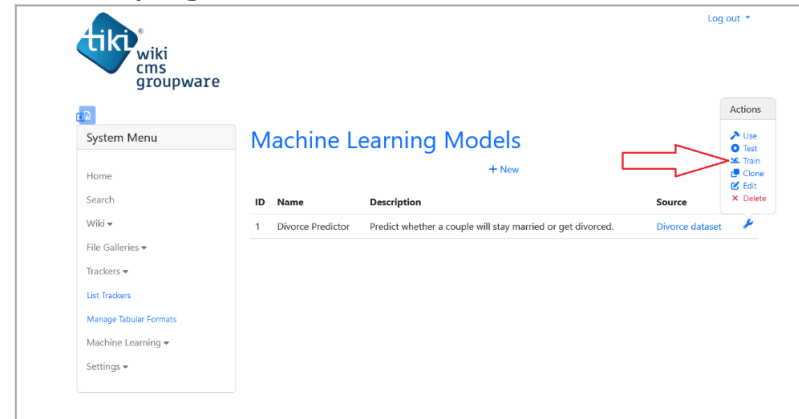 Log out
tiki
wiki
cms
groupware
Actions
Use
Test
Train
Clone
Edit
Delete
System Menu
Home
Search
Wiki
File Galleries
Trackers
List Trackers
Manage Tabular Formats
Machine Learning
Settings
Machine Learning Models
+ New
ID Name Description Source
1 Divorce Predictor Predict whether a couple will stay married or get divorced. Divorce dataset